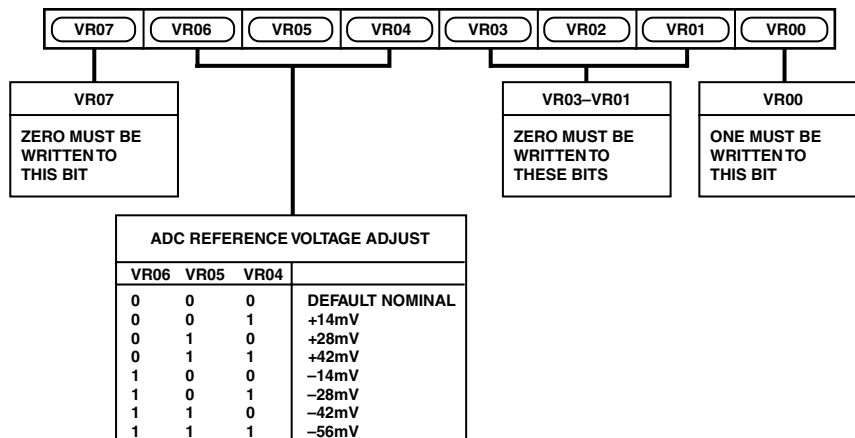 VR07 VR06 VR05 VR04 VR03 VR02 VR01 VR00
VR07
ZERO MUST BE
WRITTEN TO
THIS BIT
VR03–VR01
ZERO MUST BE
WRITTEN TO
THESE BITS
VR00
ONE MUST BE
WRITTEN TO
THIS BIT
ADC REFERENCE VOLTAGE ADJUST
VR06 VR05 VR04
0 0 0 DEFAULT NOMINAL
0 0 1 +14mV
0 1 0 +28mV
0 1 1 +42mV
1 0 0 –14mV
1 0 1 –28mV
1 1 0 –42mV
1 1 1 –56mV